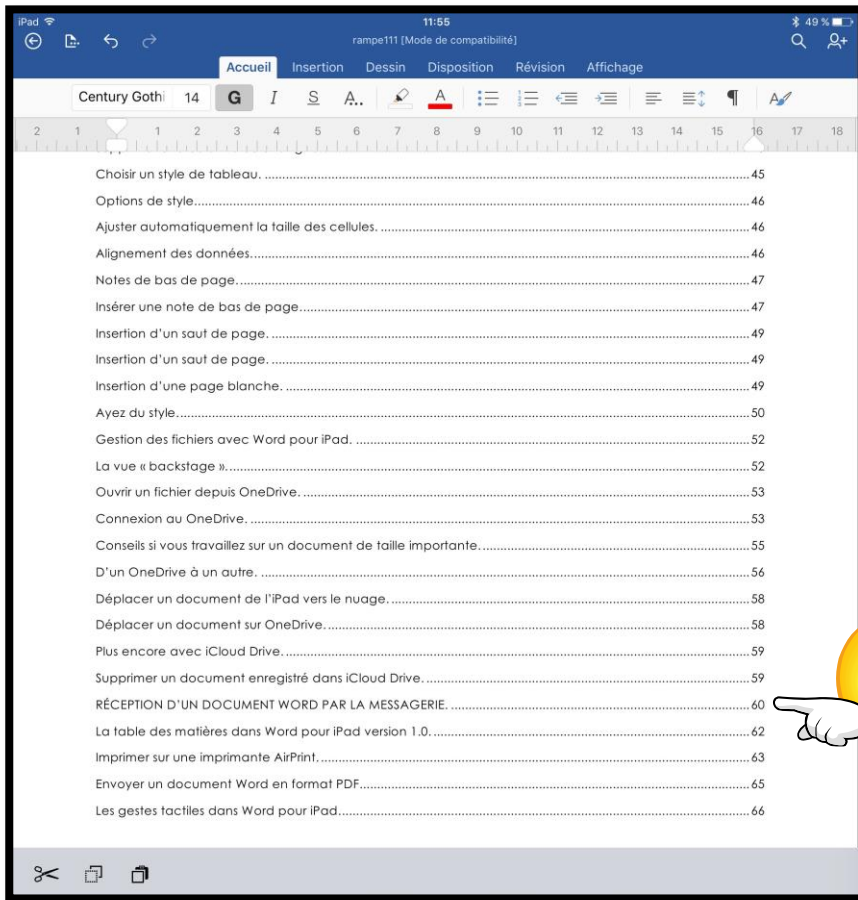 iPad 11:55 49 %
rampe111 [Mode de compatibilité]
Accueil Insertion Dessin Disposition Révision Affichage
Century Gothi 14 G I S A.. A ¶ A
2 1 1 2 3 4 5 6 7 8 9 10 11 12 13 14 15 16 17 18
Choisir un style de tableau. 45
Options de style 46
Ajuster automatiquement la taille des cellules. 46
Alignement des données. 46
Notes de bas de page. 47
Insérer une note de bas de page 47
Insertion d'un saut de page. 49
Insertion d'un saut de page. 49
Insertion d'une page blanche. 49
Ayez du style 50
Gestion des fichiers avec Word pour iPad. 52
La vue « backstage ». 52
Ouvrir un fichier depuis OneDrive. 53
Connexion au OneDrive. 53
Conseils si vous travaillez sur un document de taille importante. 55
D'un OneDrive à un autre. 56
Déplacer un document de l'iPad vers le nuage. 58
Déplacer un document sur OneDrive. 58
Plus encore avec iCloud Drive. 59
Supprimer un document enregistré dans iCloud Drive. 59
RÉCEPTION D'UN DOCUMENT WORD PAR LA MESSAGERIE. 60
La table des matières dans Word pour iPad version 1.0. 62
Imprimer sur une imprimante AirPrint. 63
Envoyer un document Word en format PDF 65
Les gestes tactiles dans Word pour iPad 66